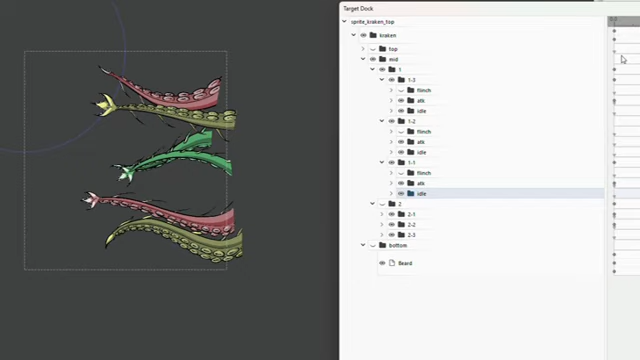 Target Dock
sprite_kraken_top
kraken
top
mid
1
1-3
flinch
atk
idle
1-2
flinch
atk
idle
1-1
flinch
atk
idle
2
2-1
2-2
2-3
bottom
Beard